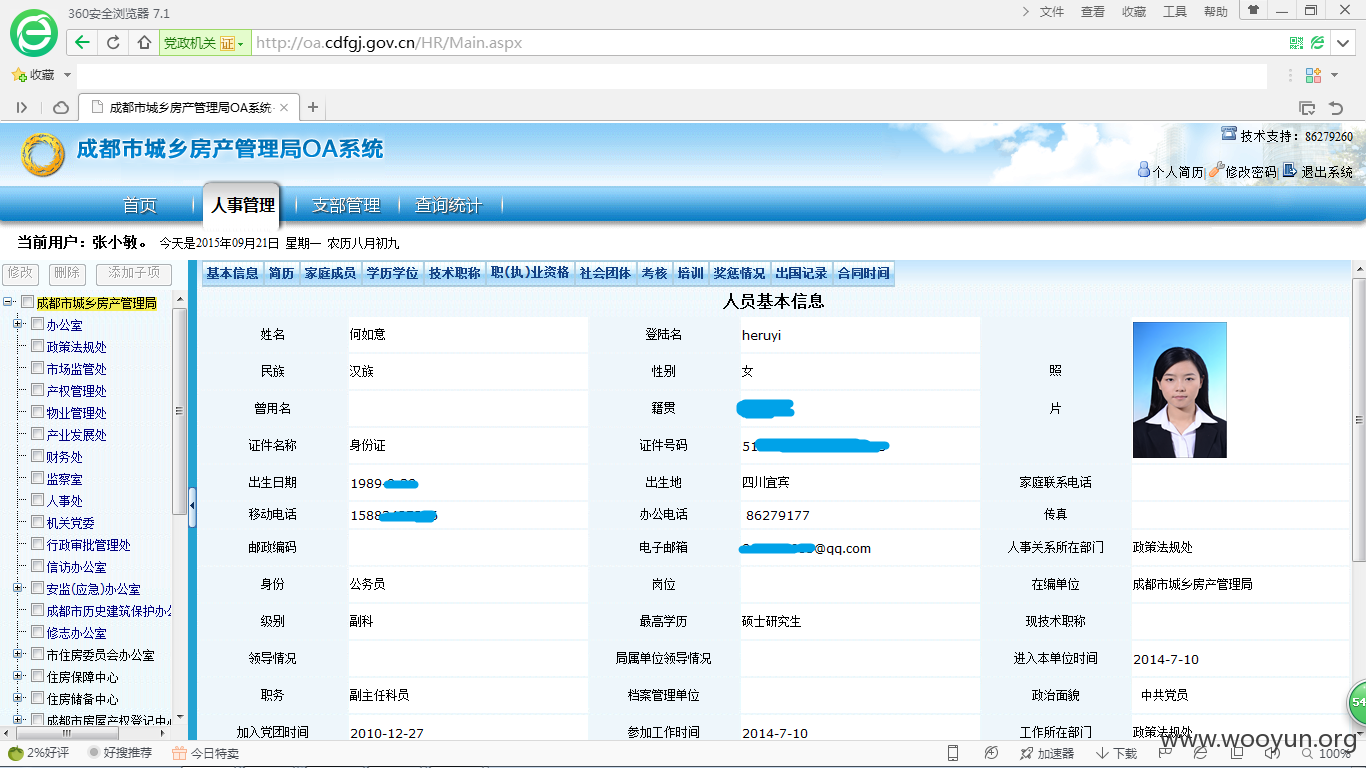 360安全浏览器 7.1
文件 查看 收藏 工具 帮助
党政机关 证 http://oa.cdfgj.gov.cn/HR/Main.aspx
收藏
成都市城乡房产管理局OA系统
成都市城乡房产管理局OA系统
技术支持：86279260
个人简历 | 修改密码 退出系统
首页 人事管理 支部管理 查询统计
当前用户：张小敏。 今天是2015年09月21日 星期一 农历八月初九
修改 删除 添加子项
基本信息 简历 家庭成员 学历学位 技术职称 职(执)业资格 社会团体 考核 培训 奖惩情况 出国记录 合同时间
成都市城乡房产管理局
办公室
政策法规处
市场监管处
产权管理处
物业管理处
产业发展处
财务处
监察室
人事处
机关党委
行政审批管理处
信访办公室
安监(应急)办公室
成都市历史建筑保护办
修志办公室
市住房委员会办公室
住房保障中心
住房储备中心
成都市房屋产权登记中
人员基本信息
姓名 何如意 登陆名 heruyi 照
民族 汉族 性别 女
曾用名 籍贯 片
证件名称 身份证 证件号码 51
出生日期 1989- 出生地 四川宜宾 家庭联系电话
移动电话 1588 办公电话 86279177 传真
邮政编码 电子邮箱 @qq.com 人事关系所在部门 政策法规处
身份 公务员 岗位 在编单位 成都市城乡房产管理局
级别 副科 最高学历 硕士研究生 现技术职称
领导情况 局属单位领导情况 进入本单位时间 2014-7-10
职务 副主任科员 档案管理单位 政治面貌 中共党员
加入党团时间 2010-12-27 参加工作时间 2014-7-10 工作所在部门 政策法规处
54
www.wooyun.org
2%好评 好搜推荐 今日特卖 加速器 下载 100%